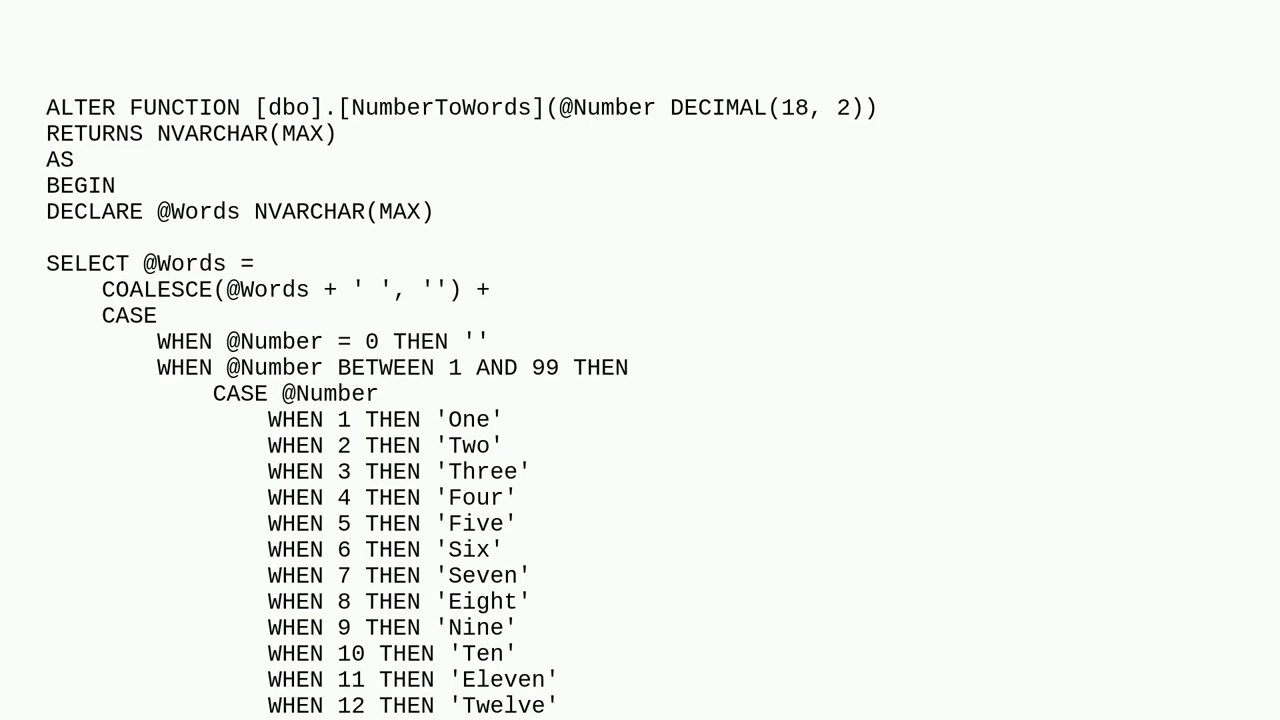 ALTER FUNCTION [dbo].[NumberToWords](@Number DECIMAL(18, 2))
RETURNS NVARCHAR(MAX)
AS
BEGIN
DECLARE @Words NVARCHAR(MAX)
SELECT @Words =
    COALESCE(@Words + ' ', '') +
    CASE
        WHEN @Number = 0 THEN ''
        WHEN @Number BETWEEN 1 AND 99 THEN
            CASE @Number
                WHEN 1 THEN 'One'
                WHEN 2 THEN 'Two'
                WHEN 3 THEN 'Three'
                WHEN 4 THEN 'Four'
                WHEN 5 THEN 'Five'
                WHEN 6 THEN 'Six'
                WHEN 7 THEN 'Seven'
                WHEN 8 THEN 'Eight'
                WHEN 9 THEN 'Nine'
                WHEN 10 THEN 'Ten'
                WHEN 11 THEN 'Eleven'
                WHEN 12 THEN 'Twelve'